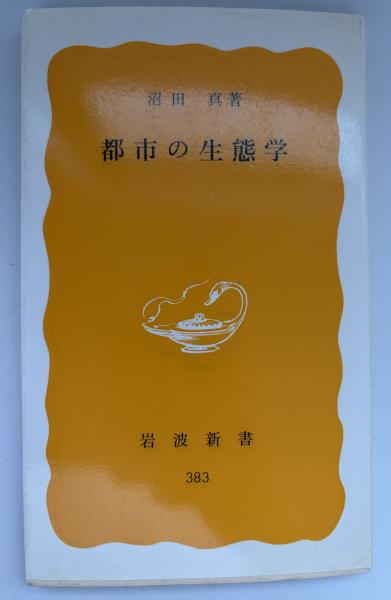 沼田 真著
都市の生態学
岩波新書
383